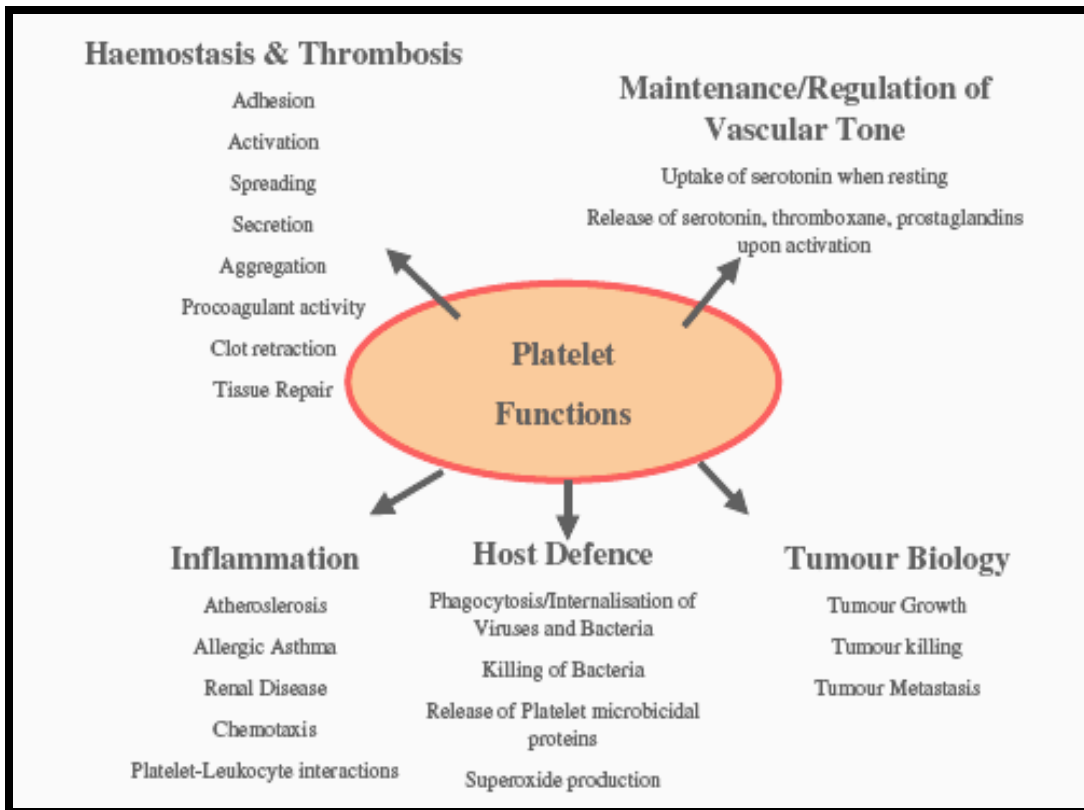 Haemostasis & Thrombosis
Adhesion
Activation
Spreading
Secretion
Aggregation
Procoagulant activity
Clot retraction
Tissue Repair
Maintenance/Regulation of
Vascular Tone
Uptake of serotonin when resting
Release of serotonin, thromboxane, prostaglandins
upon activation
Platelet
Functions
Inflammation
Atheroslerosis
Allergic Asthma
Renal Disease
Chemotaxis
Platelet-Leukocyte interactions
Host Defence
Phagocytosis/Internalisation of
Viruses and Bacteria
Killing of Bacteria
Release of Platelet microbicidal
proteins
Superoxide production
Tumour Biology
Tumour Growth
Tumour killing
Tumour Metastasis